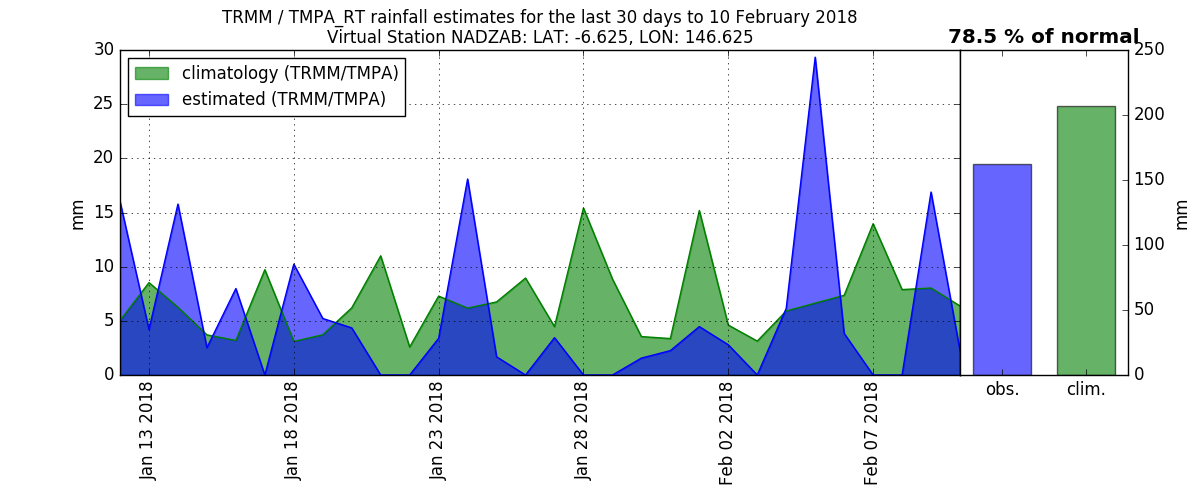 TRMM / TMPA_RT rainfall estimates for the last 30 days to 10 February 2018
Virtual Station NADZAB: LAT: -6.625, LON: 146.625
78.5 % of normal
climatology (TRMM/TMPA)
estimated (TRMM/TMPA)
30
25
20
15
10
5
0
mm
Jan 13 2018
Jan 18 2018
Jan 23 2018
Jan 28 2018
Feb 02 2018
Feb 07 2018
250
200
150
100
50
0
mm
obs.
clim.